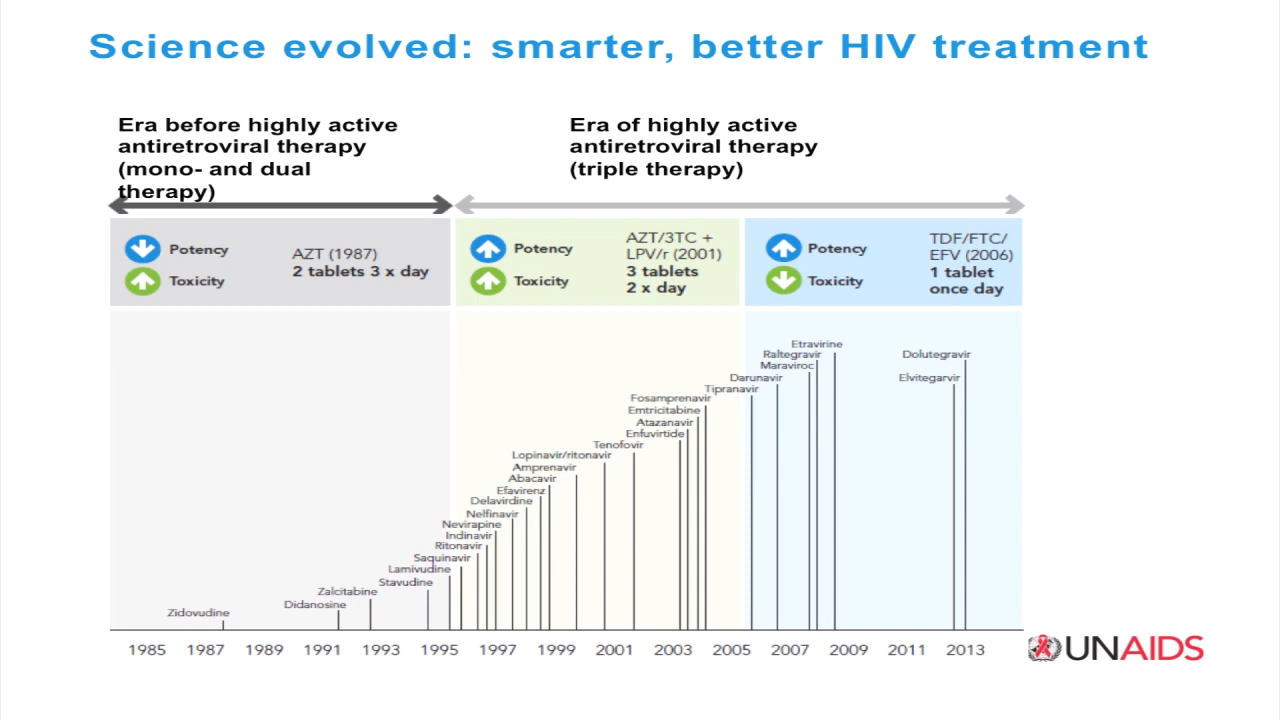 Science evolved: smarter, better HIV treatment
Era before highly active
antiretroviral therapy
(mono- and dual
therapy)
Era of highly active
antiretroviral therapy
(triple therapy)
Potency
Toxicity
AZT (1987)
2 tablets 3 x day
Potency
Toxicity
AZT/3TC +
LPV/r (2001)
3 tablets
2 x day
Potency
Toxicity
TDF/FTC/
EFV (2006)
1 tablet
once day
Etravirine
Raltegravir
Maraviroc
Darunavir
Tipranavir
Fosamprenavir
Emtricitabine
Atazanavir
Enfuvirtide
Tenofovir
Lopinavir/ritonavir
Amprenavir
Abacavir
Efavirenz
Delavirdine
Nelfinavir
Nevirapine
Indinavir
Ritonavir
Saquinavir
Lamivudine
Stavudine
Zalcitabine
Didanosine
Zidovudine
Dolutegravir
Elvitegarvir
1985 1987 1989 1991 1993 1995 1997 1999 2001 2003 2005 2007 2009 2011 2013
UNAIDS